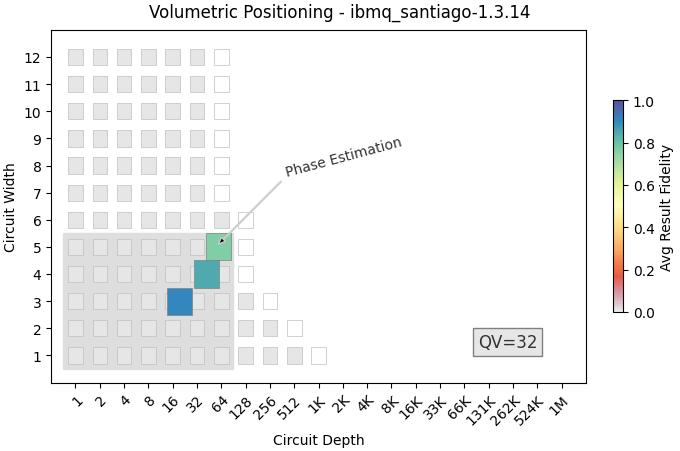 Volumetric Positioning - ibmq_santiago-1.3.14
Circuit Width
12
11
10
9
8
7
6
5
4
3
2
1
Phase Estimation
QV=32
1 2 4 8 16 32 64 128 256 512 1K 2K 4K 8K 16K 33K 66K 131K 262K 524K 1M
Circuit Depth
1.0
0.8
0.6
0.4
0.2
0.0
Avg Result Fidelity